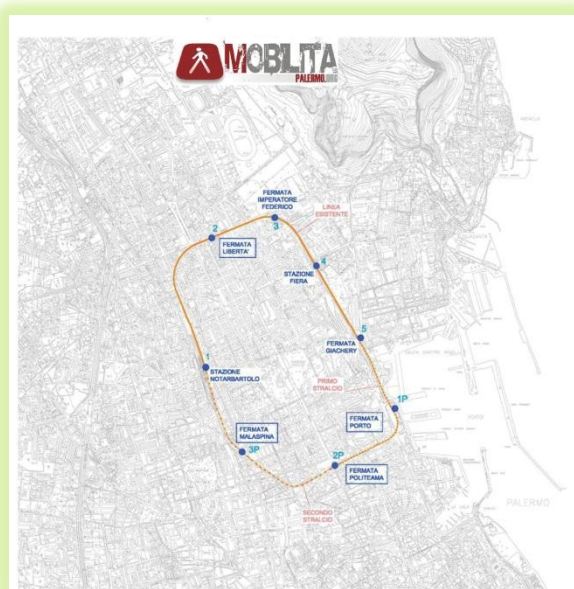 MOBILITA
PALERMO.ORG
FERMATA
IMPERATORE
FEDERICO
3
LINEA
ESISTENTE
2
FERMATA
LIBERTA'
4
STAZIONE
FIERA
5
FERMATA
GIACHERY
1
STAZIONE
NOTARBARTOLO
PRIMO
STRALCIO
1P
FERMATA
PORTO
FERMATA
MALASPINA
3P
2P
FERMATA
POLITEAMA
SECONDO
STRALCIO
PALERMO